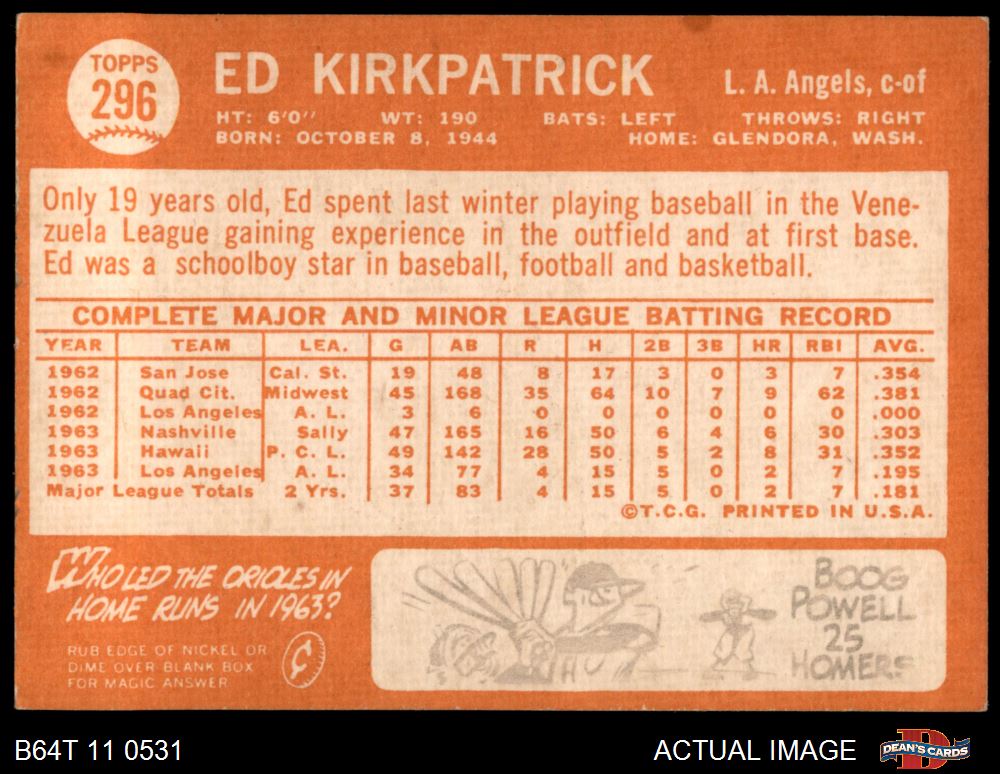 TOPPS
296
ED KIRKPATRICK
L. A. Angels, c-of
HT: 6'0" WT: 190 BATS: LEFT THROWS: RIGHT
BORN: OCTOBER 8, 1944 HOME: GLENDORA, WASH.
Only 19 years old, Ed spent last winter playing baseball in the Vene-
zuela League gaining experience in the outfield and at first base.
Ed was a schoolboy star in baseball, football and basketball.
COMPLETE MAJOR AND MINOR LEAGUE BATTING RECORD
YEAR TEAM LEA. G AB R H 2B 3B HR RBI AVG.
1962 San Jose Cal. St. 19 48 8 17 3 0 3 7 .354
1962 Quad Cit. Midwest 45 168 35 64 10 7 9 62 .381
1962 Los Angeles A. L. 3 6 0 0 0 0 0 0 .000
1963 Nashville Sally 47 165 16 50 6 4 6 30 .303
1963 Hawaii P. C. L. 49 142 28 50 5 2 8 31 .352
1963 Los Angeles A. L. 34 77 4 15 5 0 2 7 .195
Major League Totals 2 Yrs. 37 83 4 15 5 0 2 7 .181
©T.C.G. PRINTED IN U.S.A.
WHO LED THE ORIOLES IN
HOME RUNS IN 1963?
RUB EDGE OF NICKEL OR
DIME OVER BLANK BOX
FOR MAGIC ANSWER
¢
BOOG
POWELL
25
HOMERS
B64T 11 0531
ACTUAL IMAGE
DEAN'S CARDS